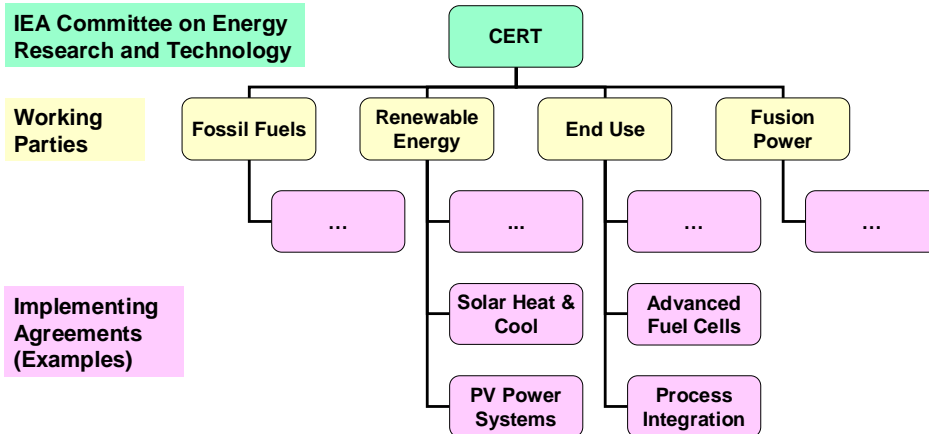 IEA Committee on Energy
Research and Technology
CERT
Working
Parties
Fossil Fuels
Renewable
Energy
End Use
Fusion
Power
…
...
…
…
Implementing
Agreements
(Examples)
Solar Heat &
Cool
Advanced
Fuel Cells
PV Power
Systems
Process
Integration